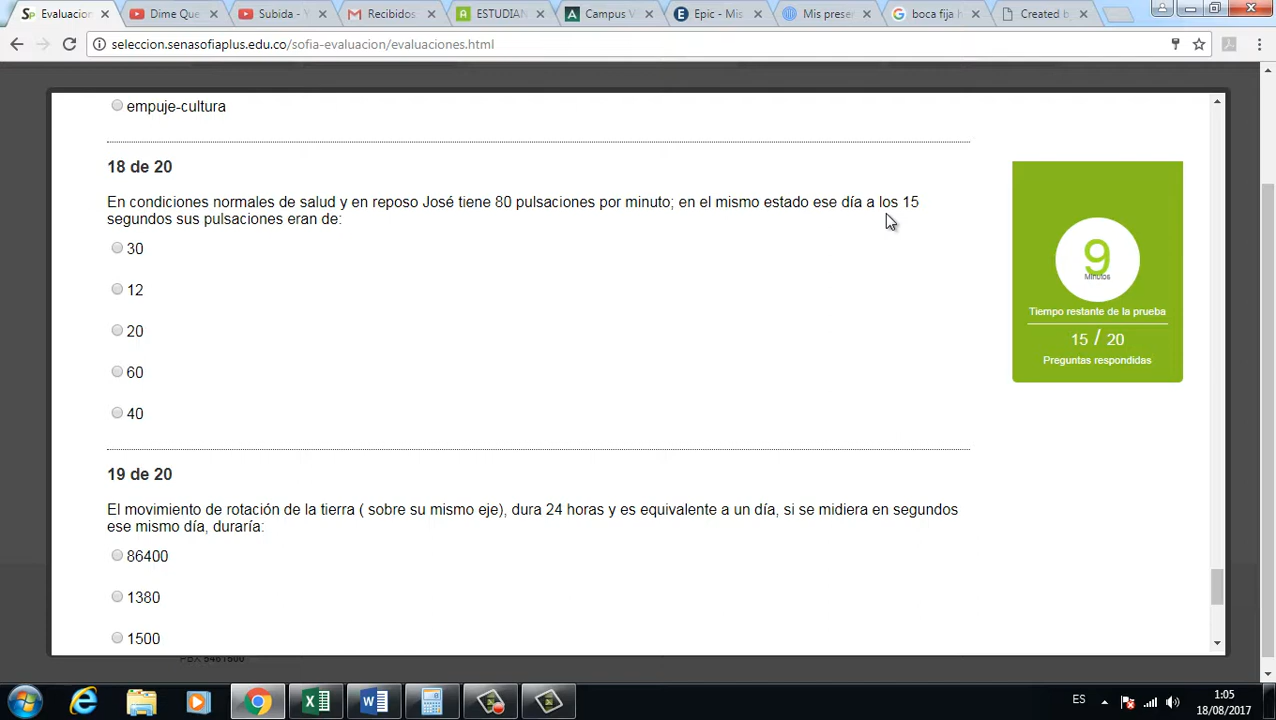 Evaluacion
Dime Que
Subida - Y
Recibidos
ESTUDIAN
Campus V
Epic - Mis
Mis prese
boca fija h
Created b
seleccion.senasofiaplus.edu.co/sofia-evaluacion/evaluaciones.html
empuje-cultura
18 de 20
En condiciones normales de salud y en reposo José tiene 80 pulsaciones por minuto; en el mismo estado ese día a los 15
segundos sus pulsaciones eran de:
30
12
20
60
40
9
Minutos
Tiempo restante de la prueba
15 / 20
Preguntas respondidas
19 de 20
El movimiento de rotación de la tierra ( sobre su mismo eje), dura 24 horas y es equivalente a un día, si se midiera en segundos
ese mismo día, duraría:
86400
1380
1500
ES
1:05
18/08/2017